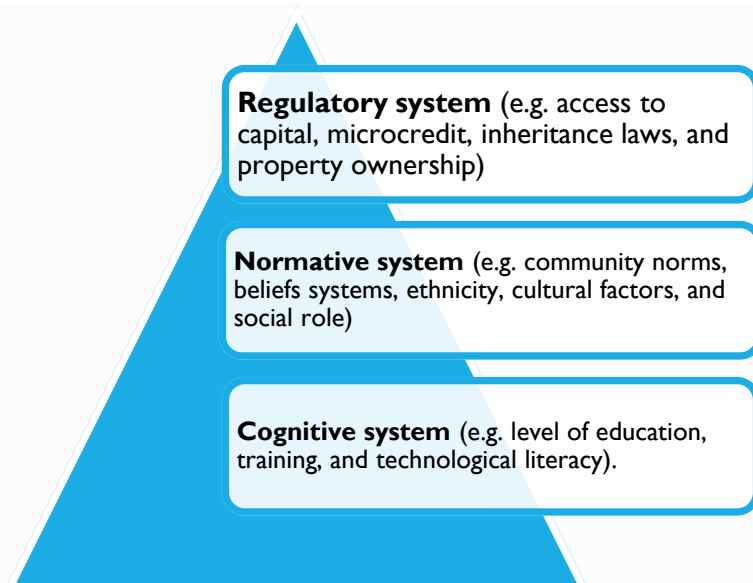 Regulatory system (e.g. access to
capital, microcredit, inheritance laws, and
property ownership)
Normative system (e.g. community norms,
beliefs systems, ethnicity, cultural factors, and
social role)
Cognitive system (e.g. level of education,
training, and technological literacy).